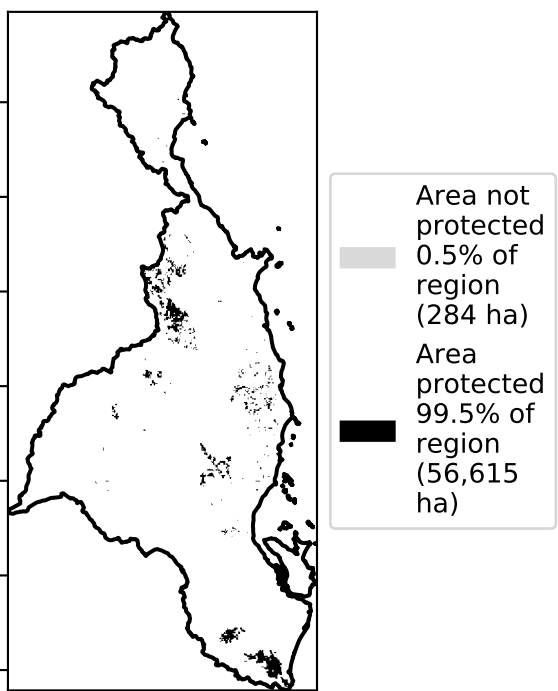 Area not
protected
0.5% of
region
(284 ha)
Area
protected
99.5% of
region
(56,615
ha)